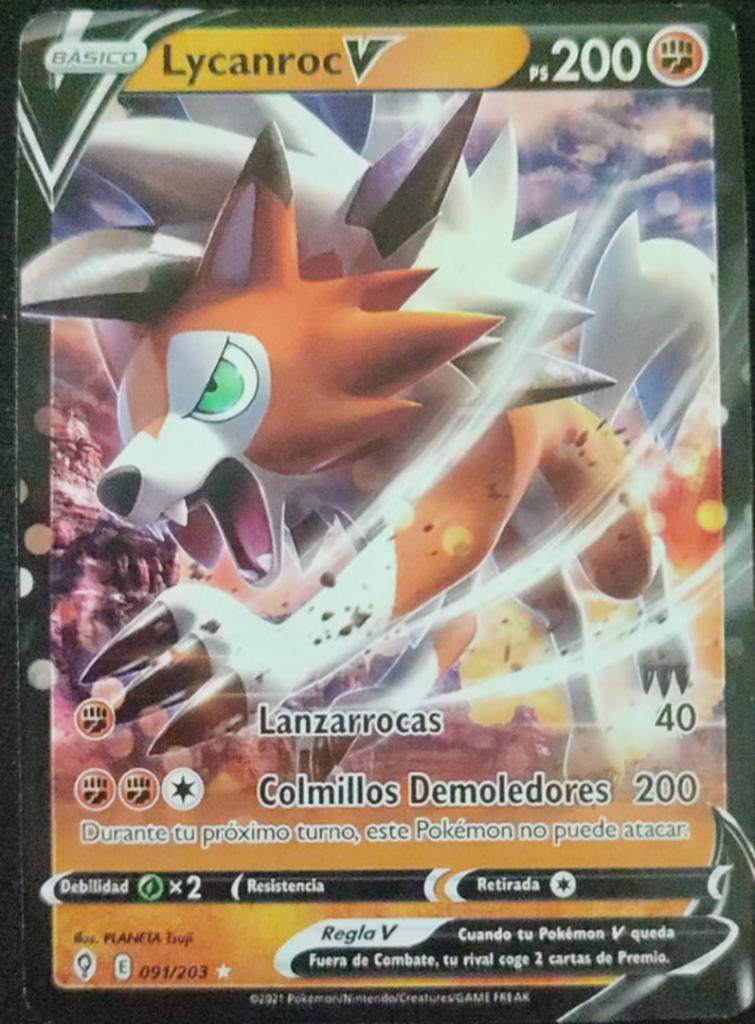 BÁSICO
Lycanroc V
PS 200
Lanzarrocas 40
Colmillos Demoledores 200
Durante tu próximo turno, este Pokémon no puede atacar.
Debilidad ×2 Resistencia Retirada
Ilus. PLANETA Tsuji
Regla V Cuando tu Pokémon V queda
Fuera de Combate, tu rival coge 2 cartas de Premio.
E 091/203
©2021 Pokémon/Nintendo/Creatures/GAME FREAK